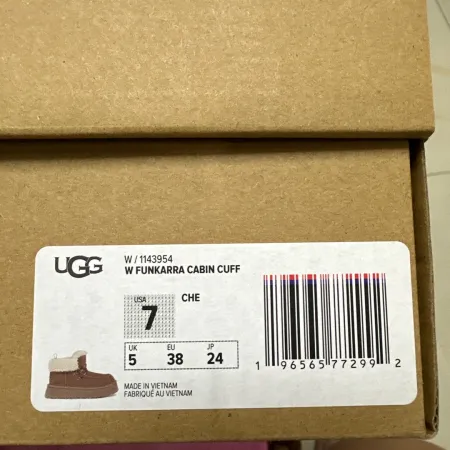 UGG
W / 1143954
W FUNKARRA CABIN CUFF
USA
7
CHE
UK EU JP
5 38 24
MADE IN VIETNAM
FABRIQUÉ AU VIETNAM
1 96565 77299 2